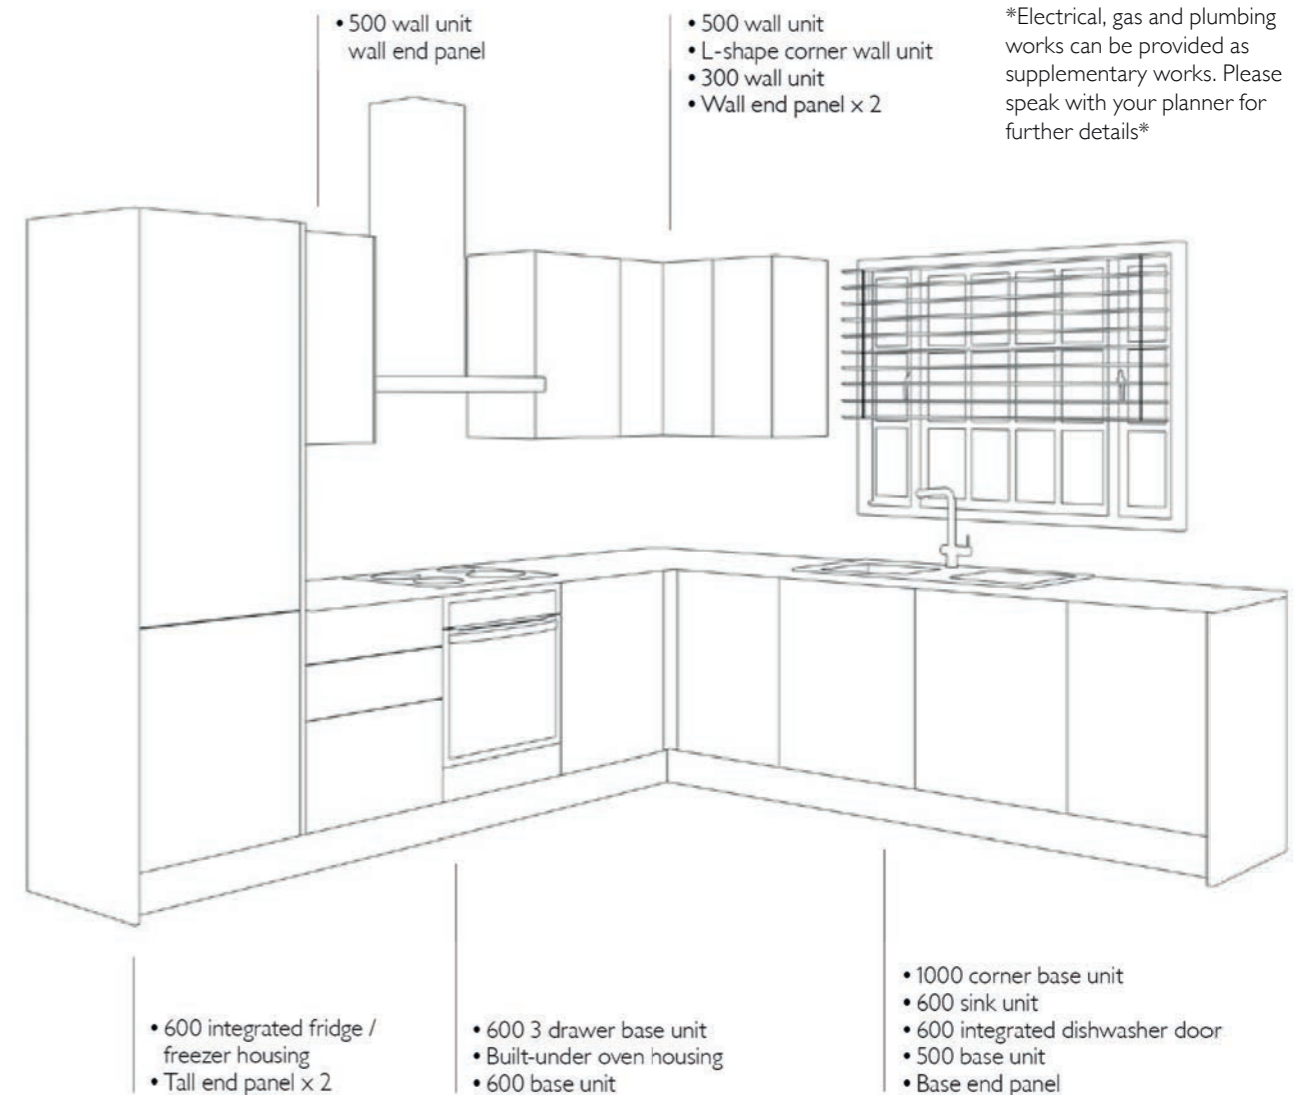 • 500 wall unit
wall end panel
• 500 wall unit
• L-shape corner wall unit
• 300 wall unit
• Wall end panel x 2
*Electrical, gas and plumbing
works can be provided as
supplementary works. Please
speak with your planner for
further details*
• 600 integrated fridge /
freezer housing
• Tall end panel x 2
• 600 3 drawer base unit
• Built-under oven housing
• 600 base unit
• 1000 corner base unit
• 600 sink unit
• 600 integrated dishwasher door
• 500 base unit
• Base end panel